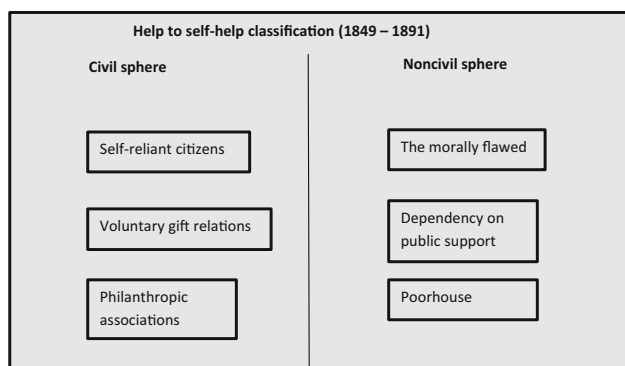 Help to self-help classification (1849 – 1891)
Civil sphere
Self-reliant citizens
Voluntary gift relations
Philanthropic
associations
Noncivil sphere
The morally flawed
Dependency on
public support
Poorhouse